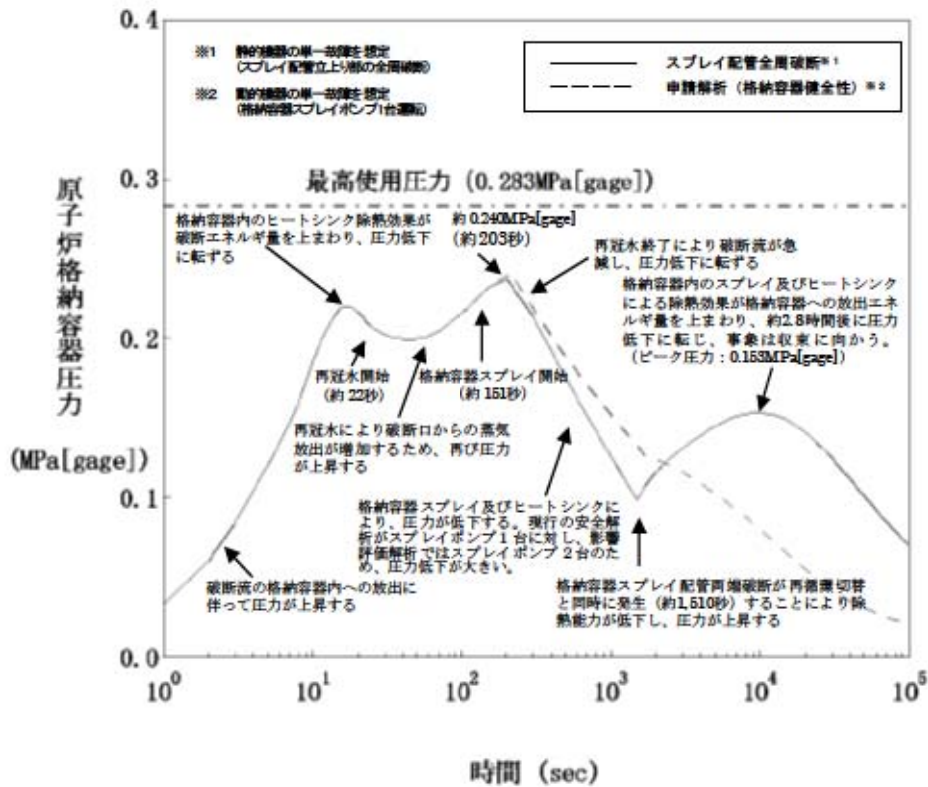 0.4
※1 静的機器の単一故障を想定
(スプレイ配管立上り部の全周破断)
※2 動的機器の単一故障を想定
(格納容器スプレイポンプ1台運転)
スプレイ配管全周破断※1
申請解析（格納容器健全性）※2
最高使用圧力 (0.283MPa[gage])
0.3
格納容器内のヒートシンク除熱効果が
破断エネルギ量を上まわり、圧力低下
に転ずる
約0.240MPa[gage]
(約203秒)
再冠水終了により破断流が急
減し、圧力低下に転ずる
格納容器内のスプレイ及びヒートシンク
による除熱効果が格納容器への放出エネ
ルギ量を上まわり、約2.8時間後に圧力
低下に転じ、事象は収束に向かう。
（ピーク圧力：0.153MPa[gage]）
原子炉格納容器圧力
(MPa[gage])
0.2
再冠水開始
(約22秒)
格納容器スプレイ開始
(約151秒)
再冠水により破断口からの蒸気
放出が増加するため、再び圧力
が上昇する
0.1
格納容器スプレイ及びヒートシンクに
より、圧力が低下する。現行の安全解
析がスプレイポンプ１台に対し、影響
評価解析ではスプレイポンプ２台のた
め、圧力低下が大きい。
破断流の格納容器内への放出に
伴って圧力が上昇する
格納容器スプレイ配管両端破断が再循環切替
と同時に発生（約1,510秒）することにより除
熱能力が低下し、圧力が上昇する
0.0
10⁰ 10¹ 10² 10³ 10⁴ 10⁵
時間 (sec)